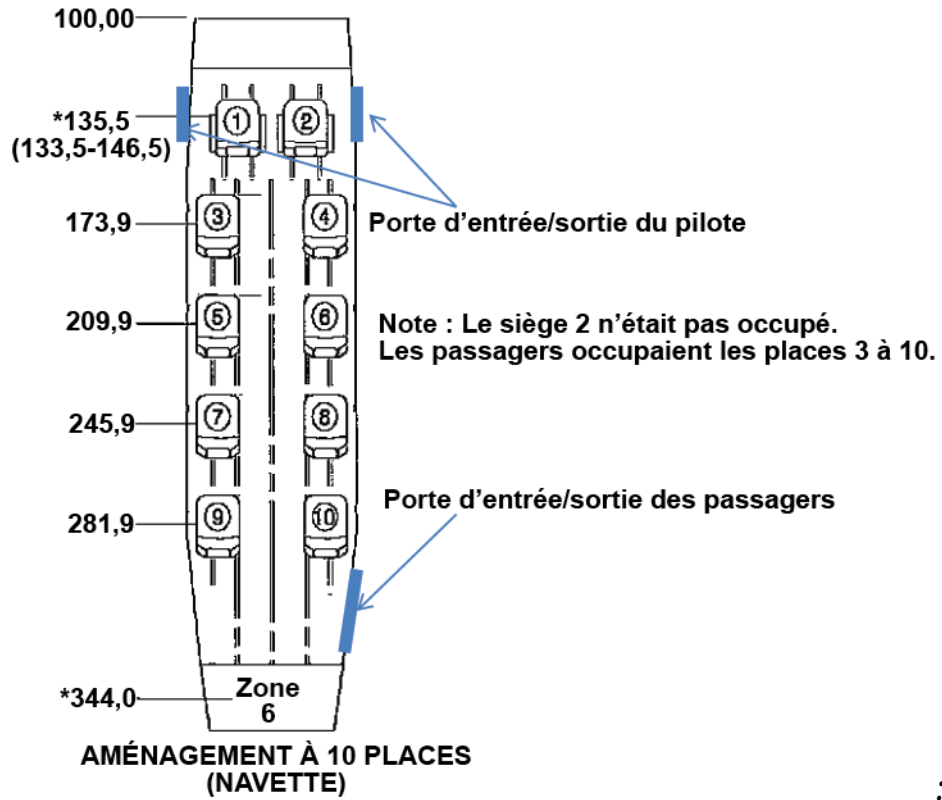 100,00
*135,5
(133,5-146,5)
1
2
Porte d’entrée/sortie du pilote
173,9
3
4
209,9
5
6
Note : Le siège 2 n’était pas occupé.
Les passagers occupaient les places 3 à 10.
245,9
7
8
Porte d’entrée/sortie des passagers
281,9
9
10
*344,0
Zone
6
AMÉNAGEMENT À 10 PLACES
(NAVETTE)
: